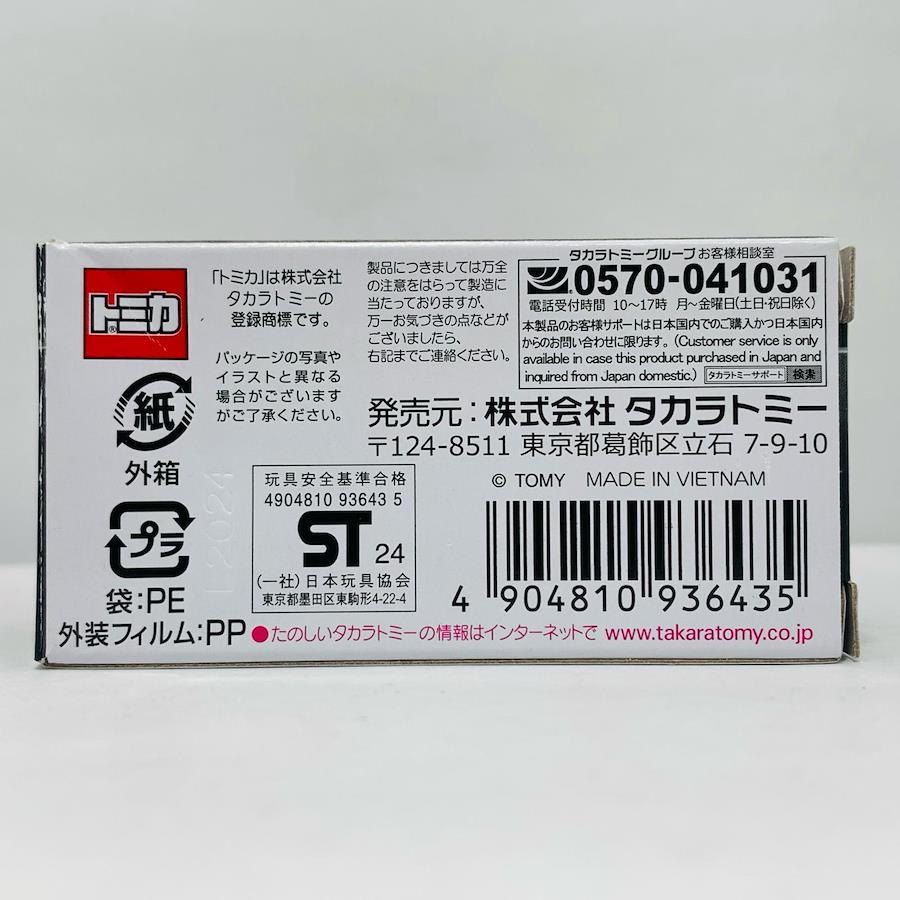 トミカ®
「トミカ」は株式会社
タカラトミーの
登録商標です。
パッケージの写真や
イラストと異なる
場合がございます
がご了承ください。
製品につきましては万全
の注意をはらって製造に
当たっておりますが、
万一お気づきの点などが
ございましたら、
右記までご連絡ください。
タカラトミーグループ お客様相談室
0570-041031
電話受付時間 10〜17時 月〜金曜日(土日・祝日除く)
本製品のお客様サポートは日本国内でのご購入かつ日本国内
からのお問い合わせに限ります。(Customer service is only
available in case this product purchased in Japan and
inquired from Japan domestic.) タカラトミーサポート 検索
発売元:株式会社 タカラトミー
〒124-8511 東京都葛飾区立石 7-9-10
© TOMY MADE IN VIETNAM
紙
外箱
プラ
袋:PE
外装フィルム:PP
2024
玩具安全基準合格
4904810 93643 5
ST 24
(一社)日本玩具協会
東京都墨田区東駒形4-22-4
4 904810 936435
●たのしいタカラトミーの情報はインターネットで www.takaratomy.co.jp